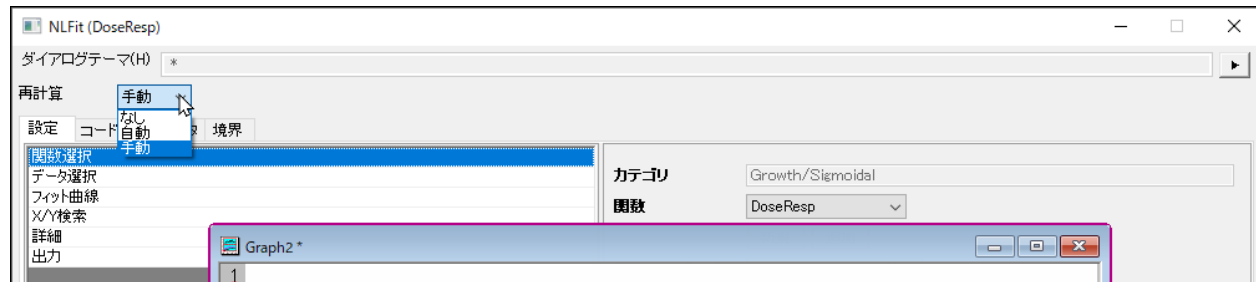 NLFit (DoseResp)
ダイアログテーマ(H) *
再計算 手動
なし
自動
手動
設定 コード 境界
関数選択
データ選択
フィット曲線
X/Y検索
詳細
出力
カテゴリ Growth/Sigmoidal
関数 DoseResp
Graph2 *
1